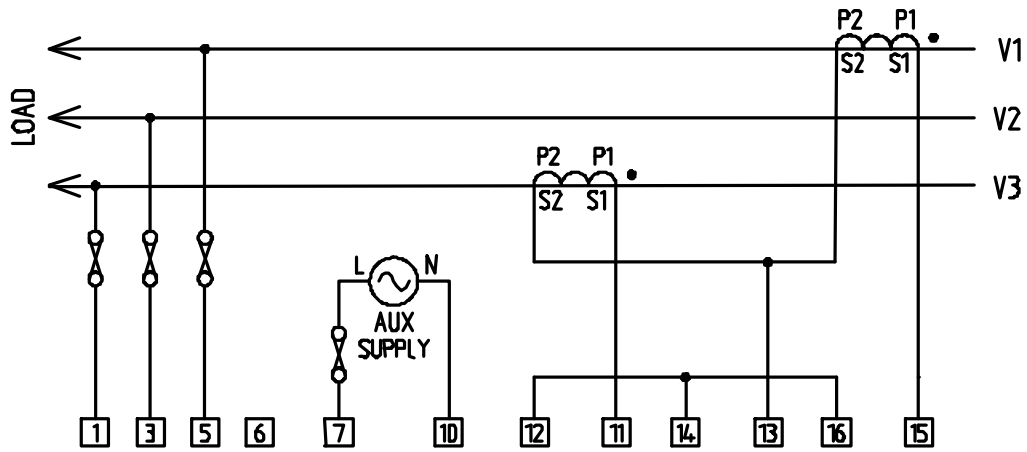 P2 P1
S2 S1
V1
LOAD
V2
P2 P1
V3
S2 S1
L N
AUX
SUPPLY
1 3 5 6 7 10 12 11 14 13 16 15